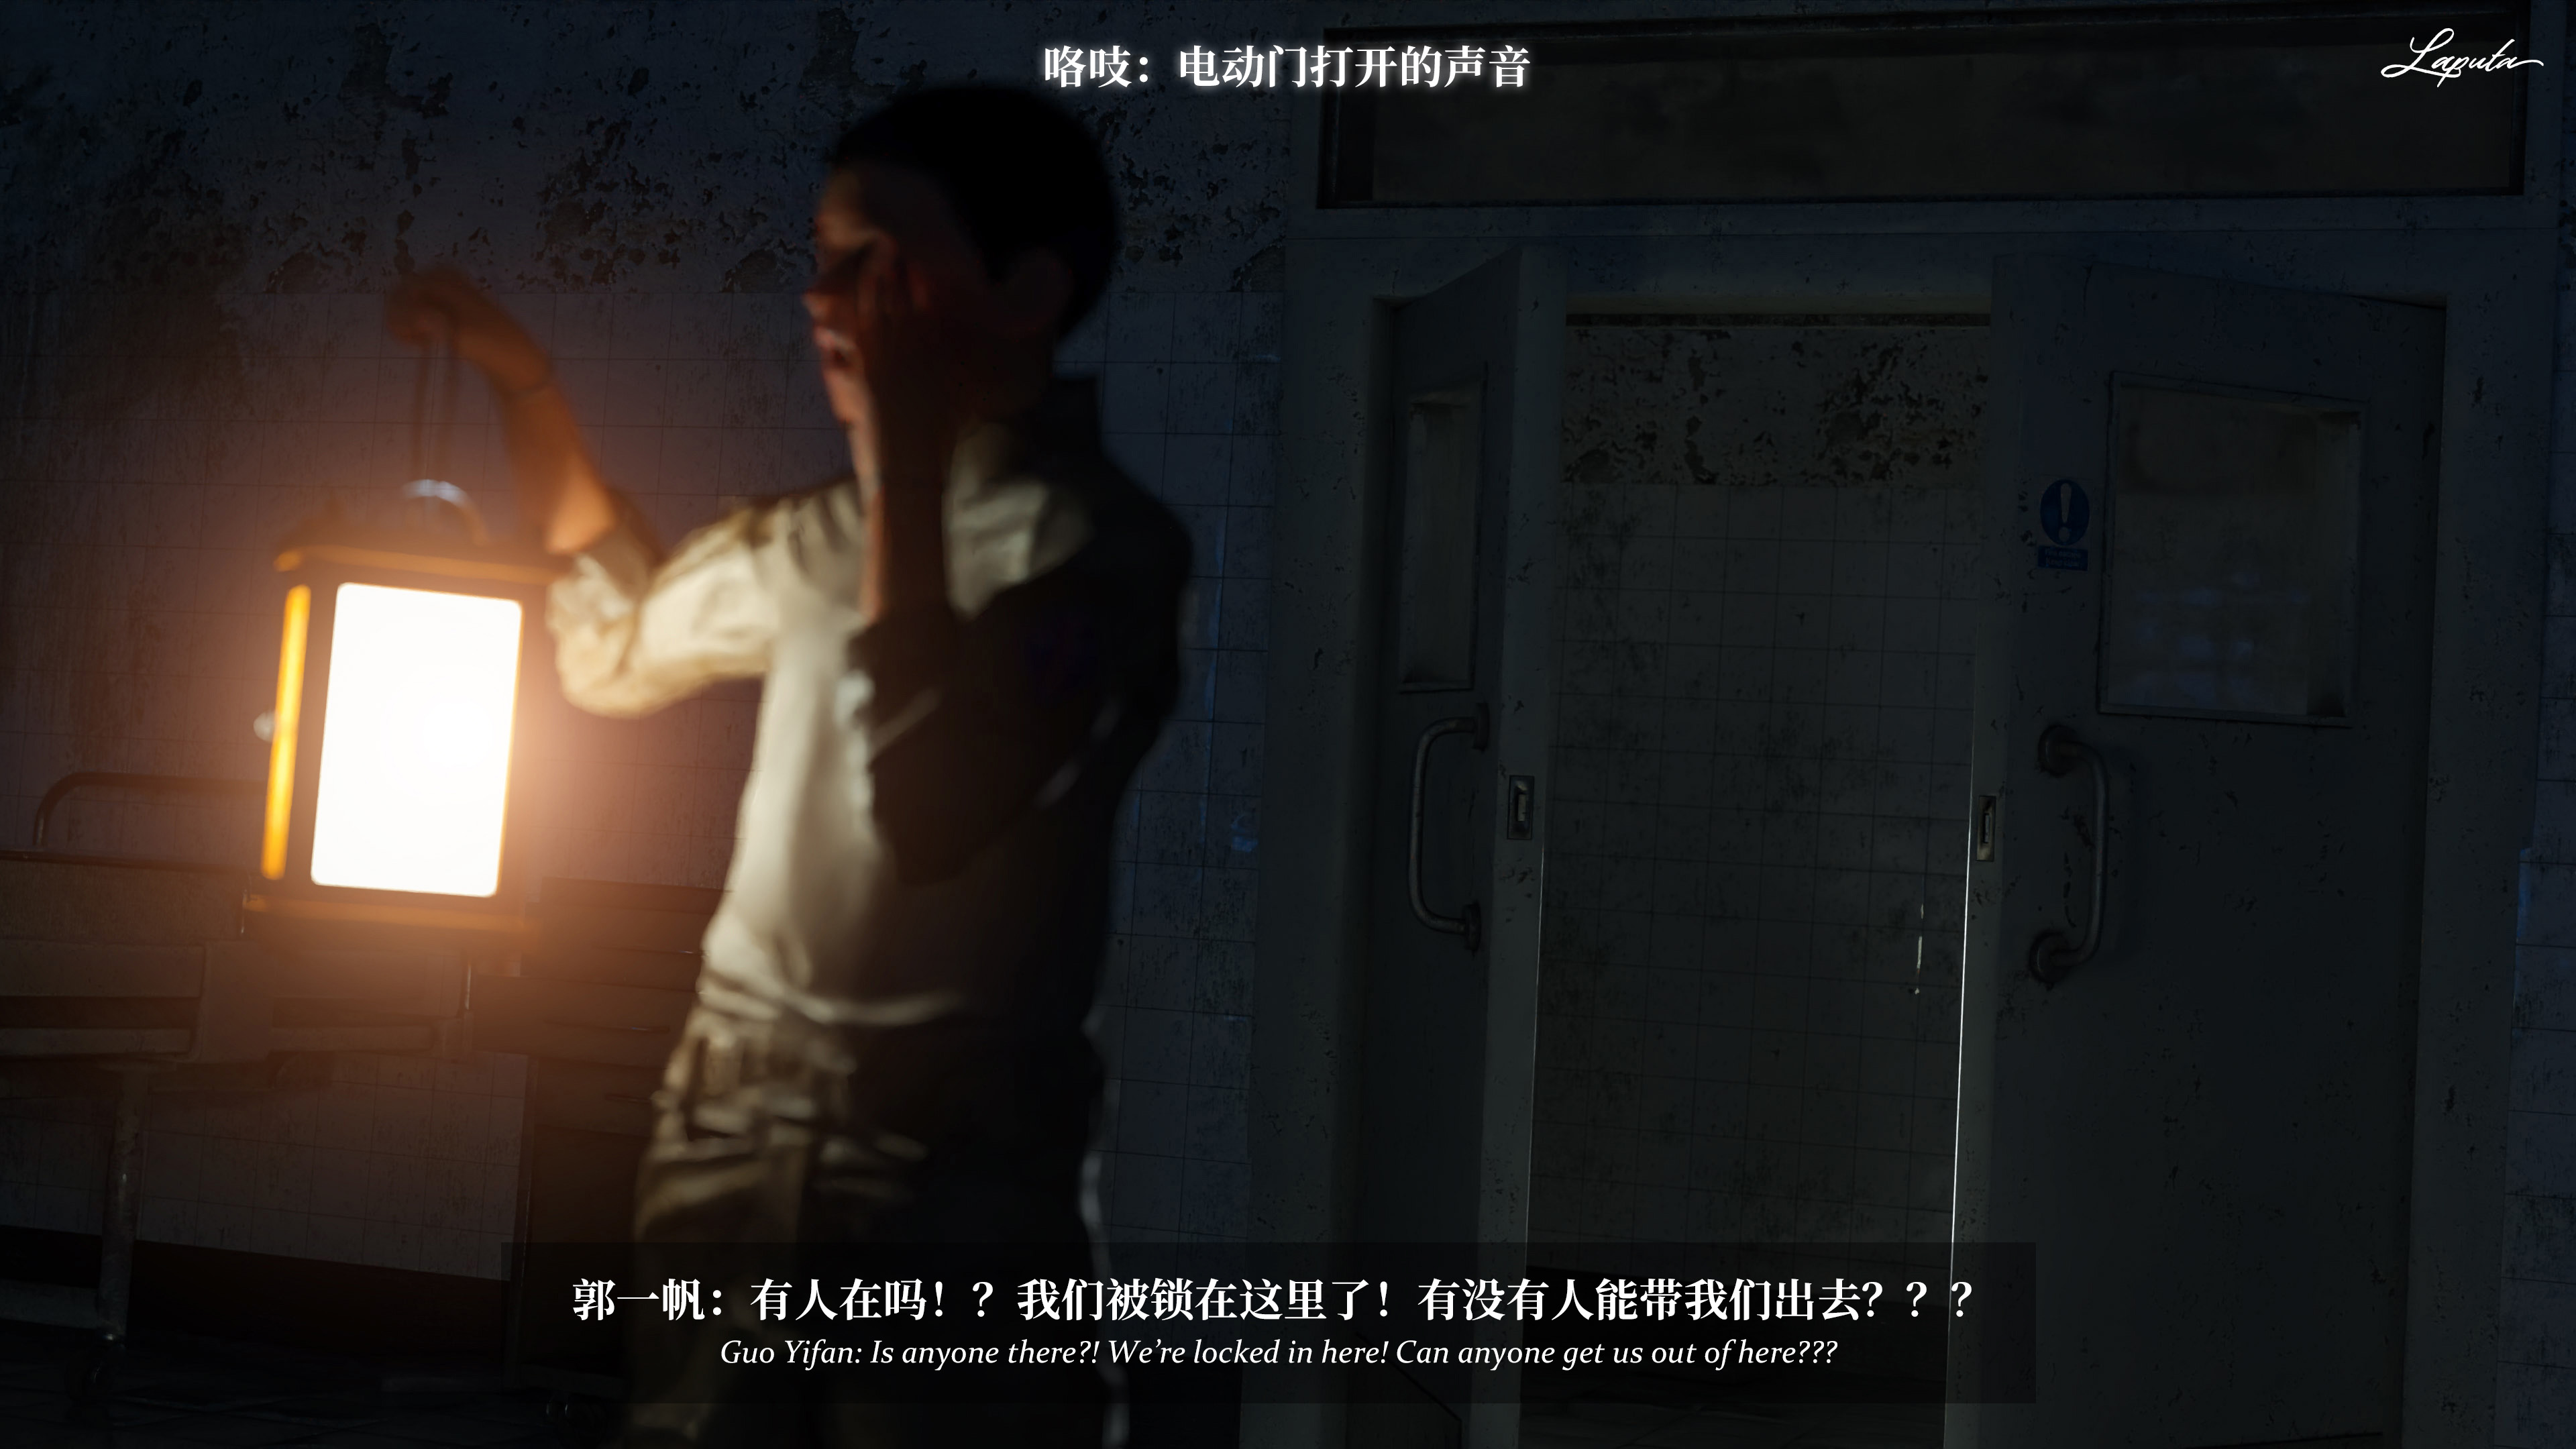 咯吱：电动门打开的声音
Laputa
郭一帆：有人在吗！？我们被锁在这里了！有没有人能带我们出去？？？
Guo Yifan: Is anyone there?! We’re locked in here! Can anyone get us out of here???